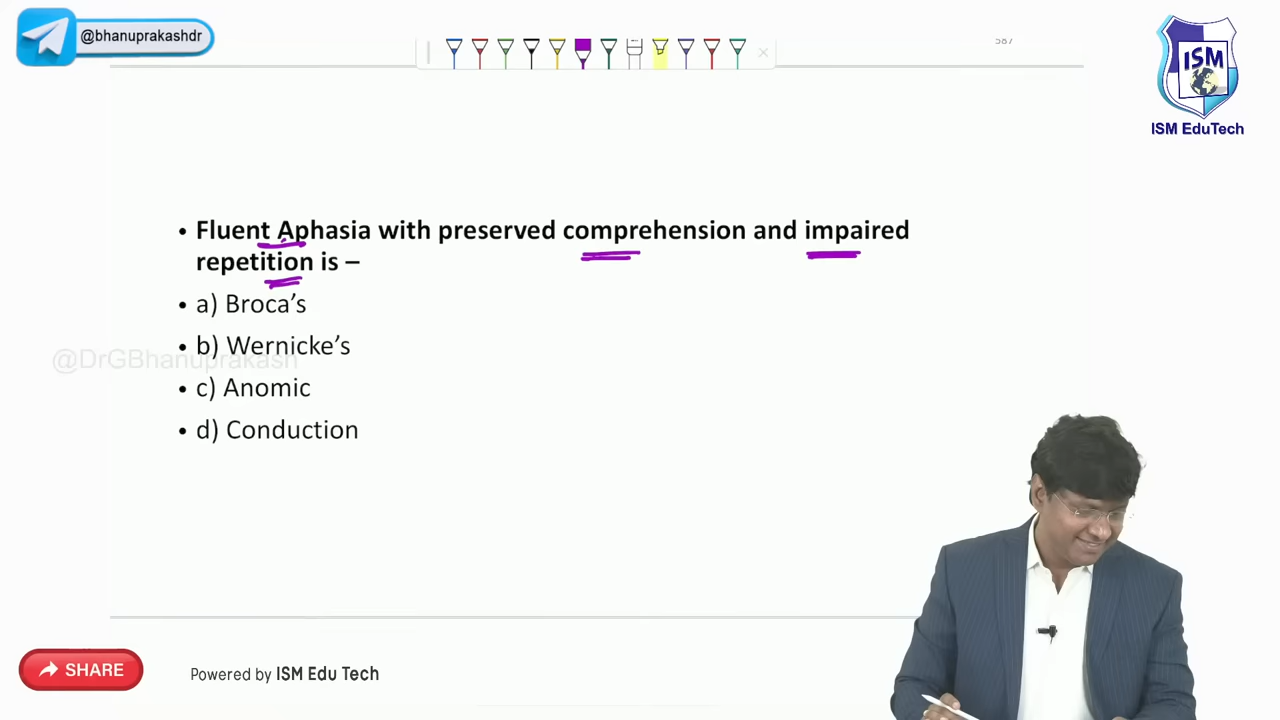 @bhanuprakashdr
587
ISM
ISM EduTech
• Fluent Aphasia with preserved comprehension and impaired
repetition is –
• a) Broca’s
• b) Wernicke’s
@DrGBhanuprakash
• c) Anomic
• d) Conduction
SHARE
Powered by ISM Edu Tech